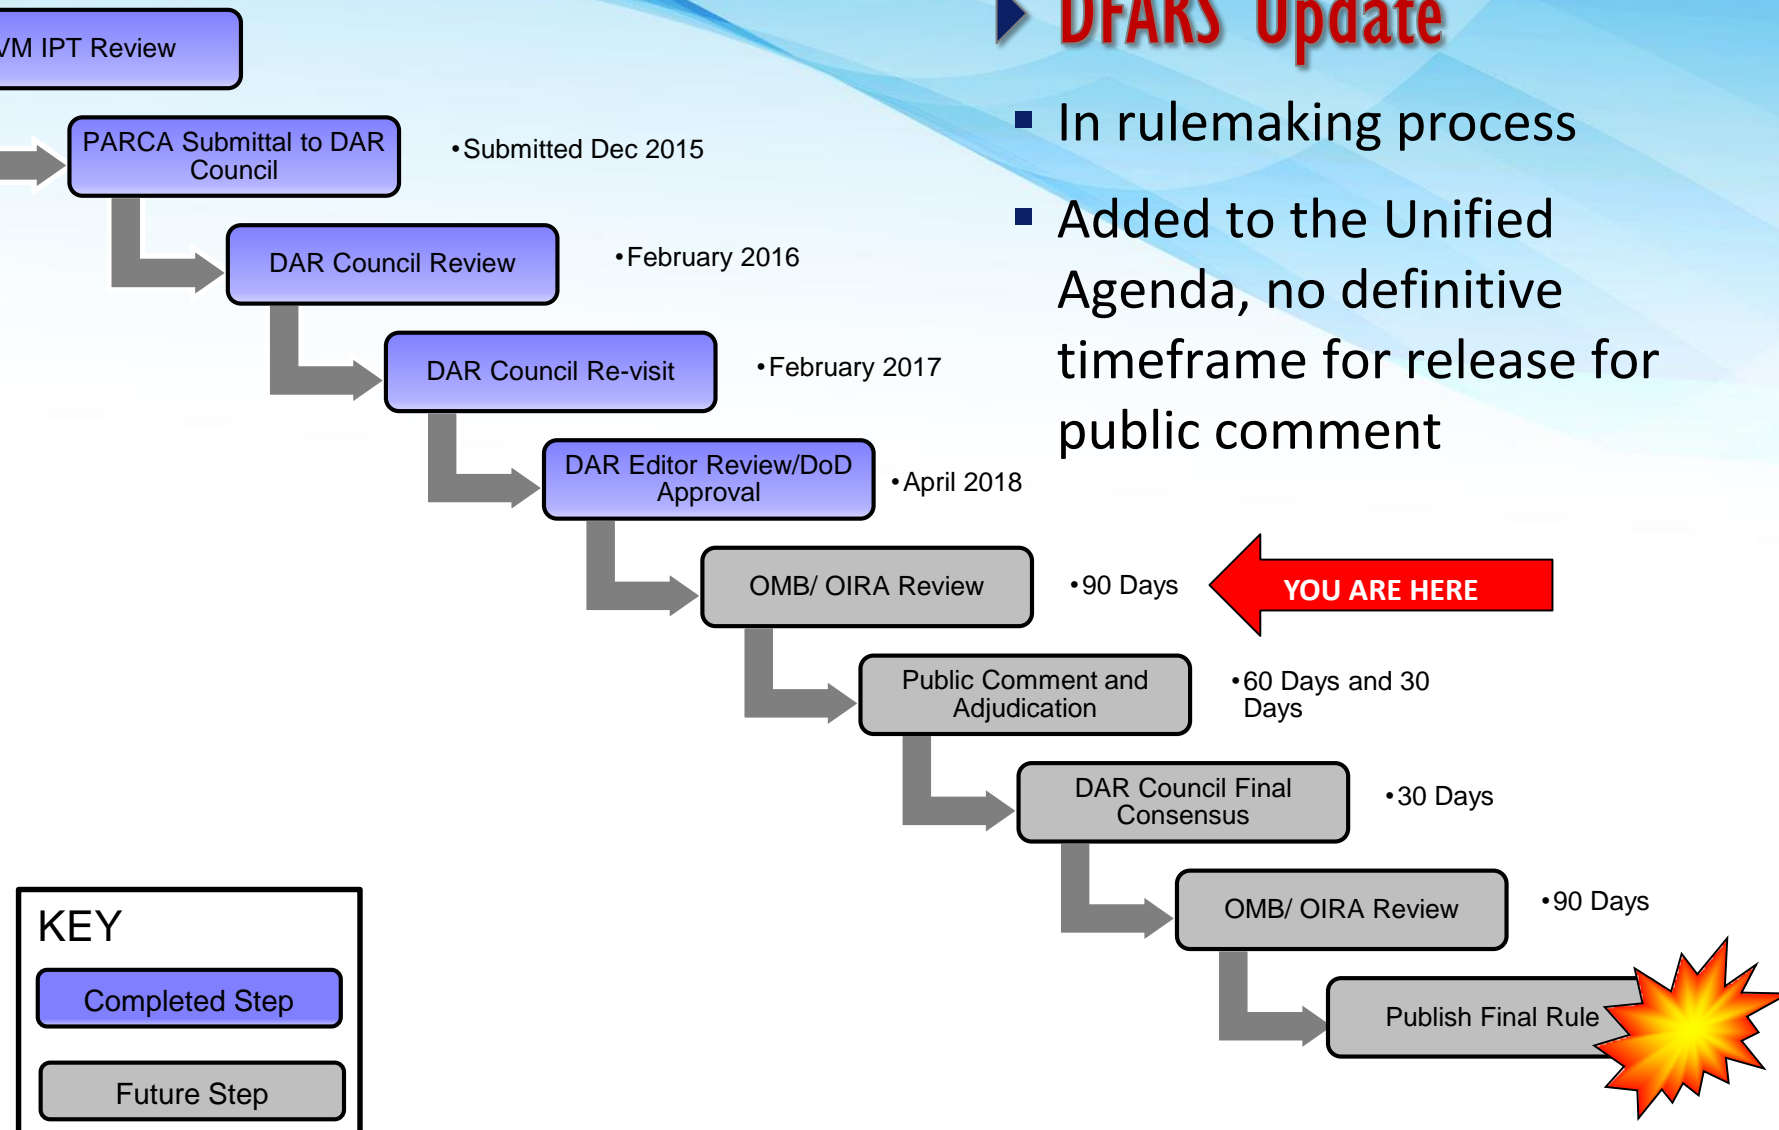 DFARS Update
In rulemaking process
Added to the Unified
Agenda, no definitive
timeframe for release for
public comment
VM IPT Review
PARCA Submittal to DAR
Council
•Submitted Dec 2015
DAR Council Review
•February 2016
DAR Council Re-visit
•February 2017
DAR Editor Review/DoD
Approval
•April 2018
OMB/ OIRA Review
•90 Days
YOU ARE HERE
Public Comment and
Adjudication
•60 Days and 30
Days
DAR Council Final
Consensus
•30 Days
OMB/ OIRA Review
•90 Days
Publish Final Rule
KEY
Completed Step
Future Step